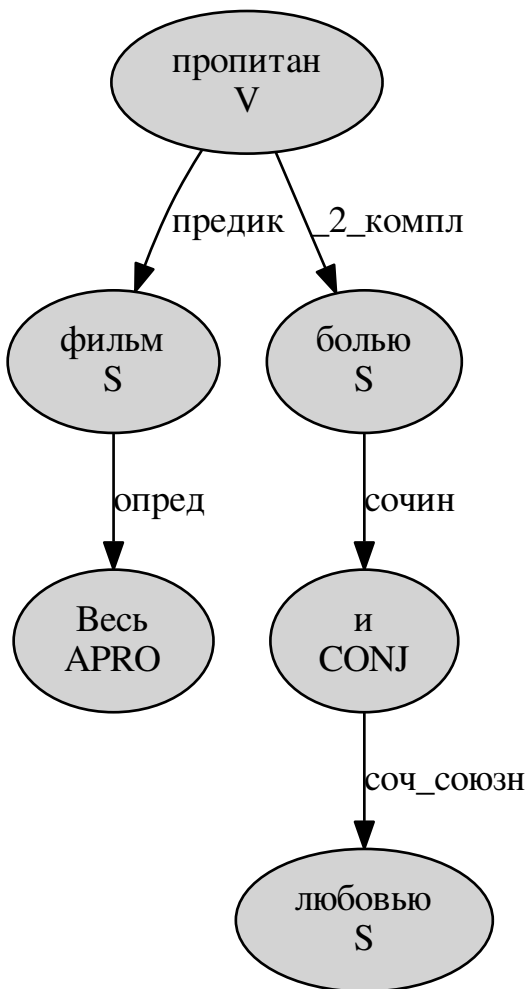 пропитан
V
предик
_2_компл
фильм
S
болью
S
опред
сочин
Весь
APRO
и
CONJ
соч_союзн
любовью
S